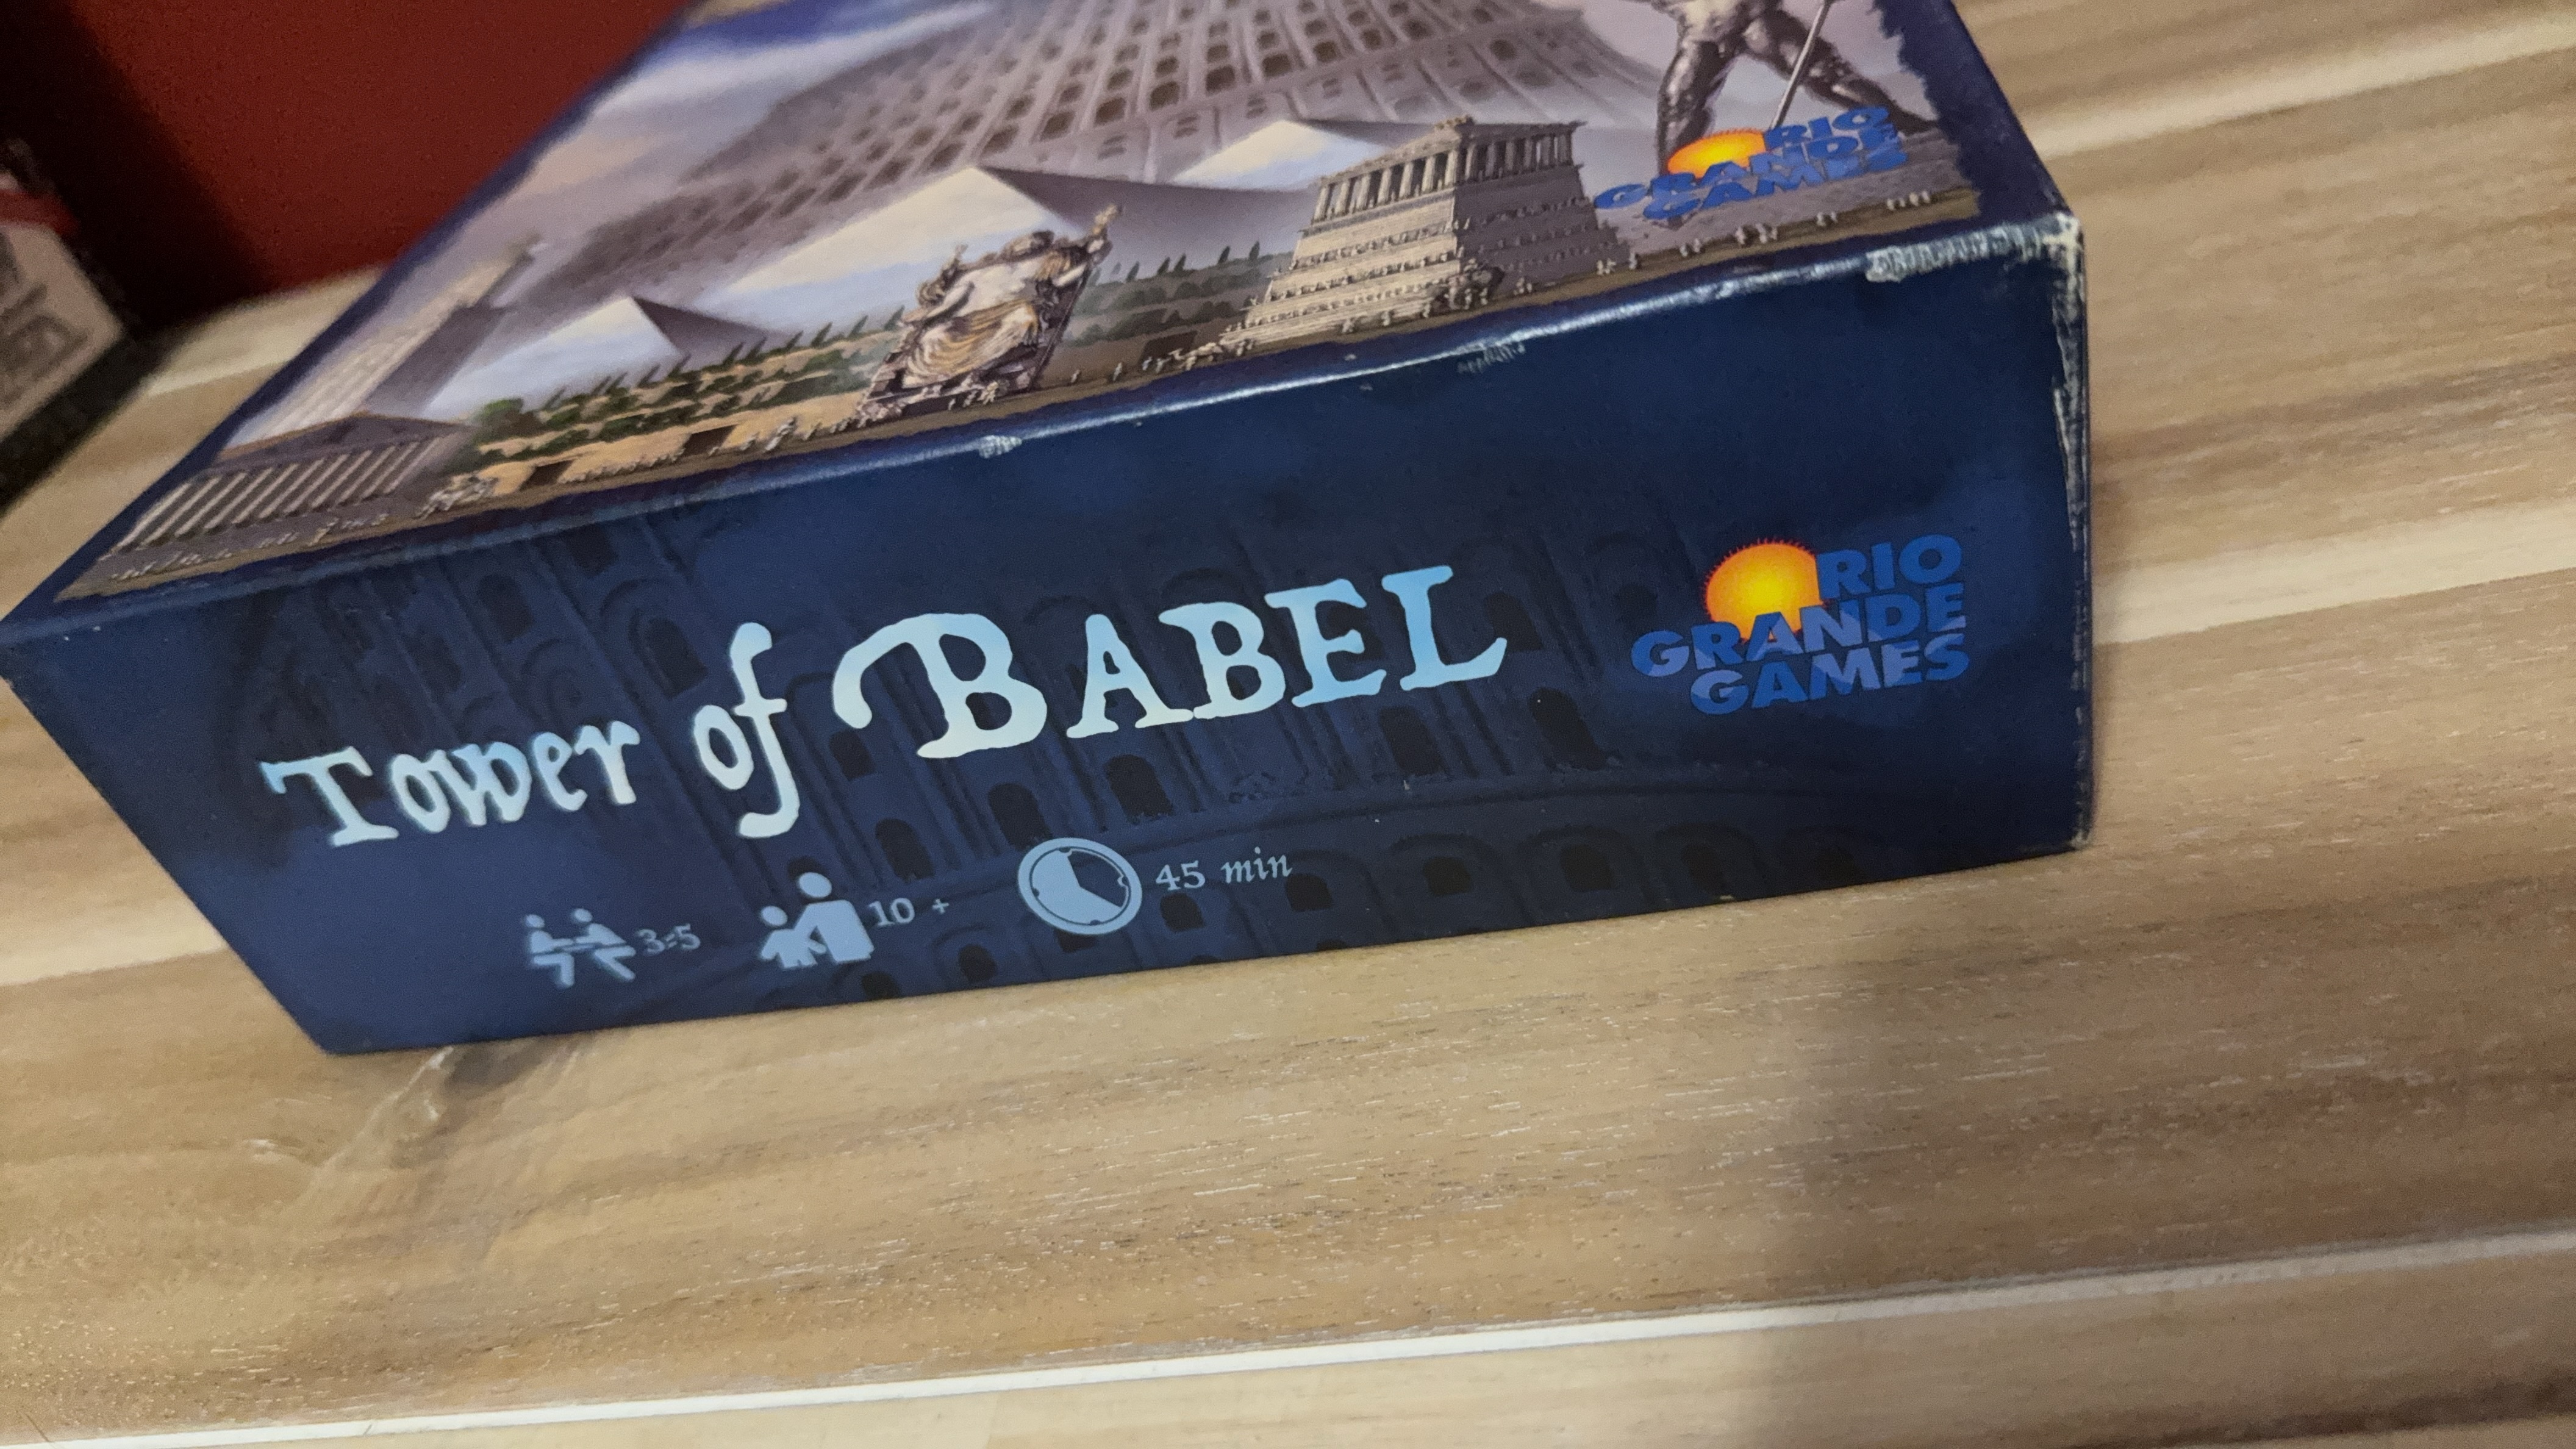 RIO
GRANDE
GAMES
Tower of BABEL
RIO
GRANDE
GAMES
3-5
10 +
45 min